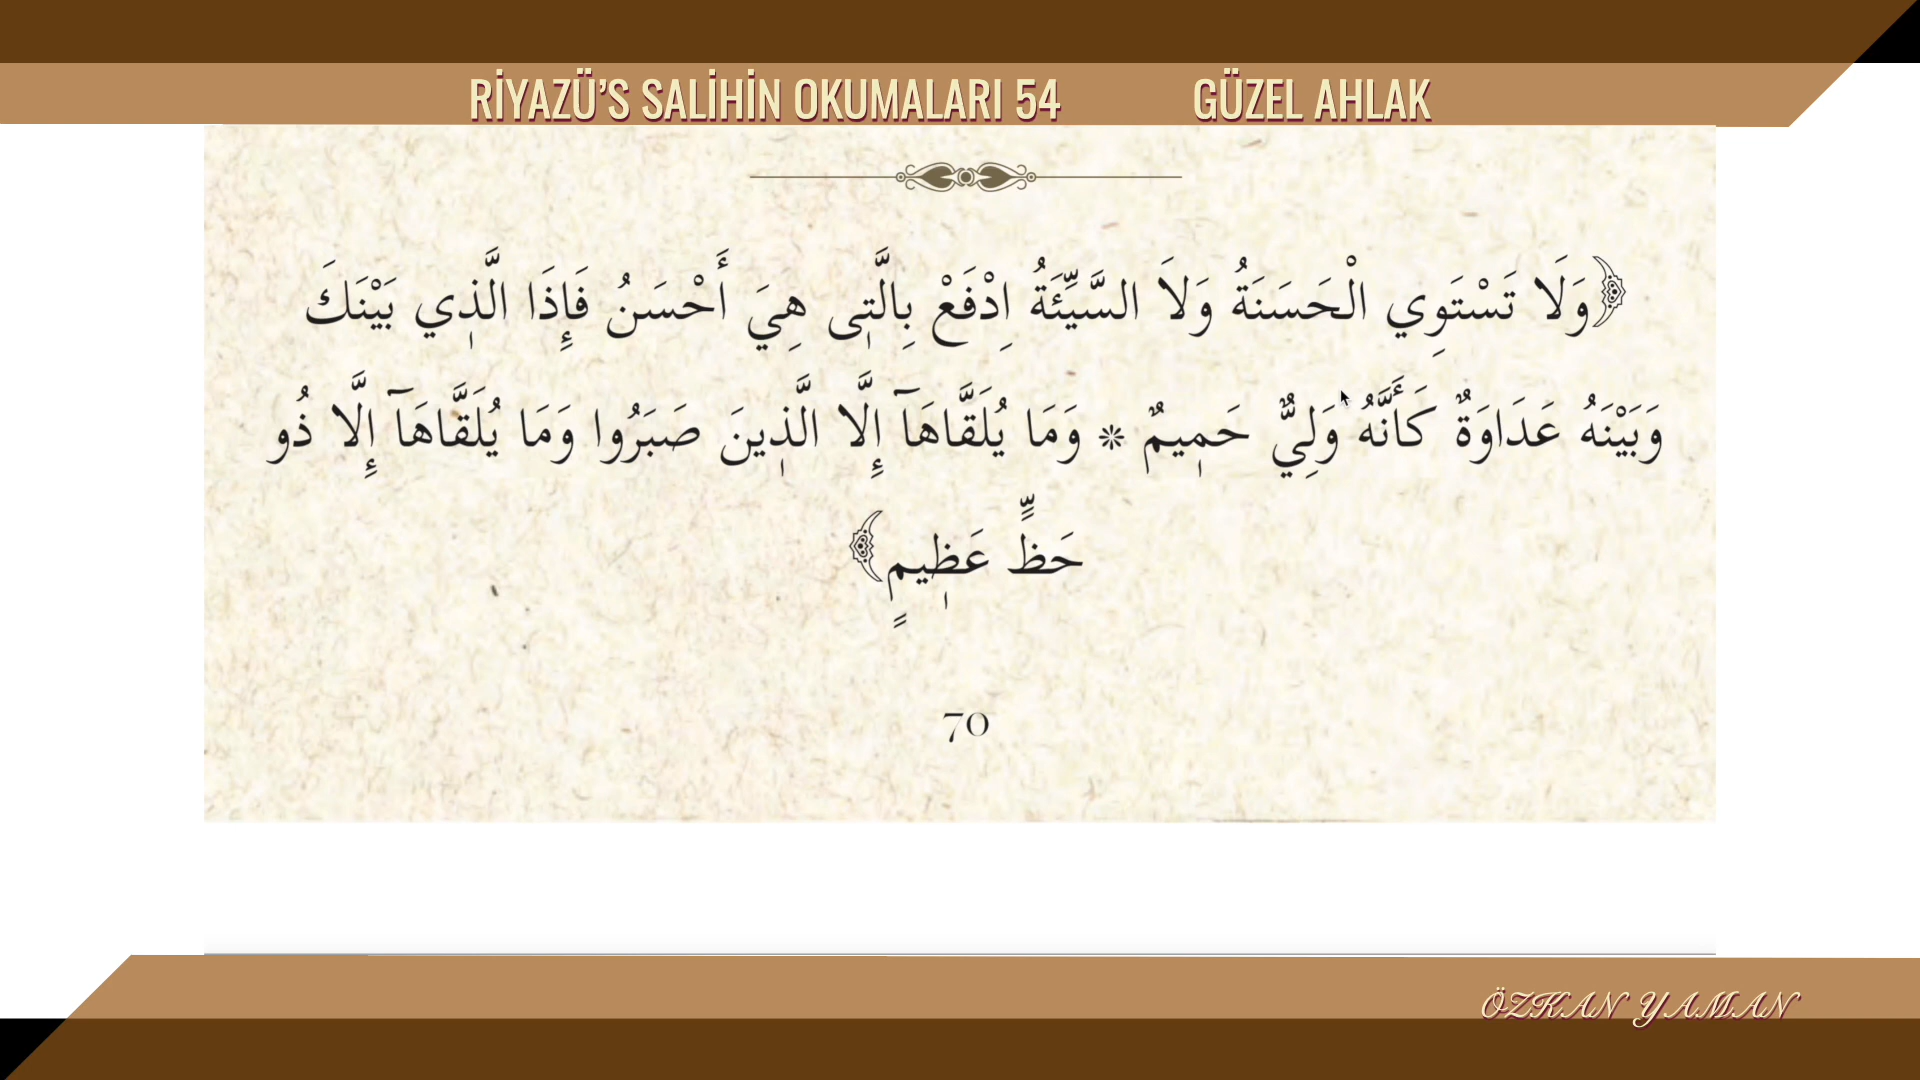 RİYAZÜ’S SALİHİN OKUMALARI 54 GÜZEL AHLAK
﴿وَلَا تَسْتَوِي الْحَسَنَةُ وَلَا السَّيِّئَةُ اِدْفَعْ بِالَّتٖى هِيَ أَحْسَنُ فَإِذَا الَّذٖي بَيْنَكَ
وَبَيْنَهُ عَدَاوَةٌ كَأَنَّهُ وَلِيٌّ حَمٖيمٌ * وَمَا يُلَقَّاهَآ إِلَّا الَّذٖينَ صَبَرُوا وَمَا يُلَقَّاهَآ إِلَّا ذُو
حَظٍّ عَظٖيمٍ﴾
70
ÖZKAN YAMAN